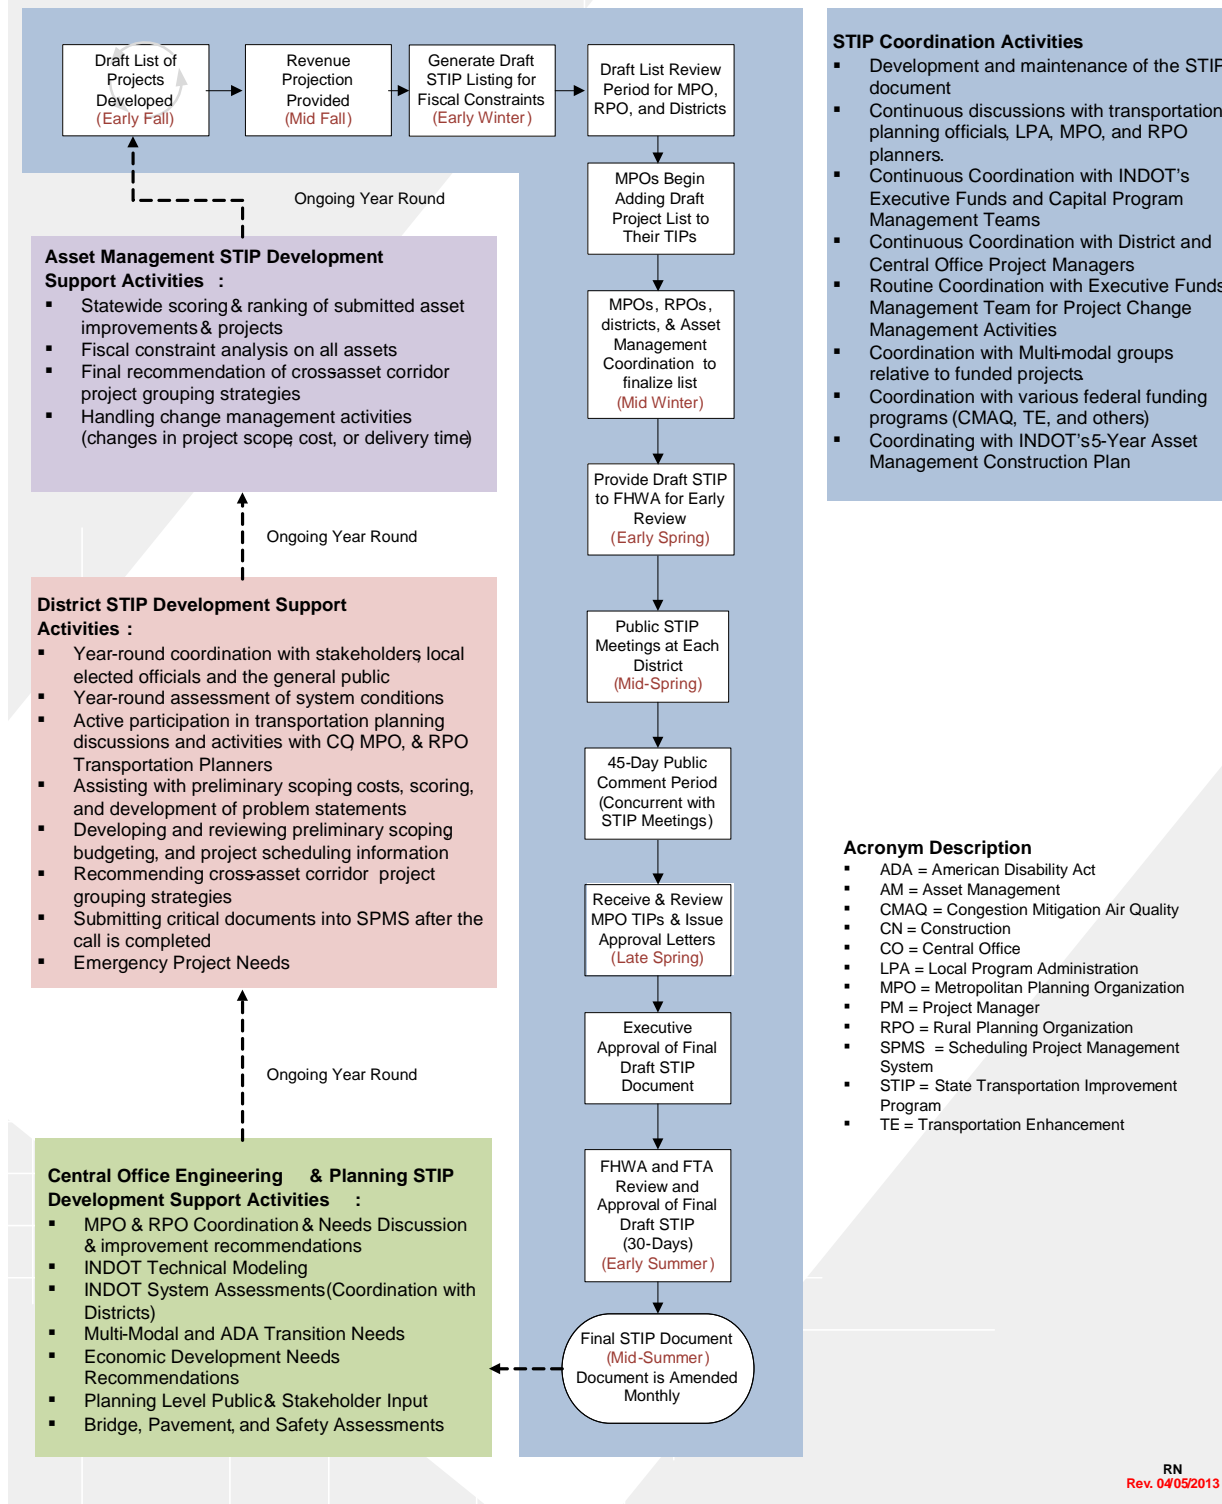 Draft List of
Projects
Developed
(Early Fall)
Revenue
Projection
Provided
(Mid Fall)
Generate Draft
STIP Listing for
Fiscal Constraints
(Early Winter)
Draft List Review
Period for MPO,
RPO, and Districts
MPOs Begin
Adding Draft
Project List to
Their TIPs
MPOs, RPOs,
districts, & Asset
Management
Coordination to
finalize list
(Mid Winter)
Provide Draft STIP
to FHWA for Early
Review
(Early Spring)
Public STIP
Meetings at Each
District
(Mid-Spring)
45-Day Public
Comment Period
(Concurrent with
STIP Meetings)
Receive & Review
MPO TIPs & Issue
Approval Letters
(Late Spring)
Executive
Approval of Final
Draft STIP
Document
FHWA and FTA
Review and
Approval of Final
Draft STIP
(30-Days)
(Early Summer)
Final STIP Document
(Mid-Summer)
Document is Amended
Monthly
Ongoing Year Round
Asset Management STIP Development
Support Activities :
▪ Statewide scoring & ranking of submitted asset
improvements & projects
▪ Fiscal constraint analysis on all assets
▪ Final recommendation of crossasset corridor
project grouping strategies
▪ Handling change management activities
(changes in project scope, cost, or delivery time)
Ongoing Year Round
District STIP Development Support
Activities :
▪ Year-round coordination with stakeholders, local
elected officials and the general public
▪ Year-round assessment of system conditions
▪ Active participation in transportation planning
discussions and activities with CO, MPO, & RPO
Transportation Planners
▪ Assisting with preliminary scoping costs, scoring,
and development of problem statements
▪ Developing and reviewing preliminary scoping,
budgeting, and project scheduling information
▪ Recommending cross-asset corridor project
grouping strategies
▪ Submitting critical documents into SPMS after the
call is completed
▪ Emergency Project Needs
Ongoing Year Round
Central Office Engineering & Planning STIP
Development Support Activities :
▪ MPO & RPO Coordination & Needs Discussion
& improvement recommendations
▪ INDOT Technical Modeling
▪ INDOT System Assessments (Coordination with
Districts)
▪ Multi-Modal and ADA Transition Needs
▪ Economic Development Needs
Recommendations
▪ Planning Level Public & Stakeholder Input
▪ Bridge, Pavement, and Safety Assessments
STIP Coordination Activities
▪ Development and maintenance of the STIP
document
▪ Continuous discussions with transportation
planning officials, LPA, MPO, and RPO
planners.
▪ Continuous Coordination with INDOT's
Executive Funds and Capital Program
Management Teams
▪ Continuous Coordination with District and
Central Office Project Managers
▪ Routine Coordination with Executive Funds
Management Team for Project Change
Management Activities
▪ Coordination with Multi-modal groups
relative to funded projects.
▪ Coordination with various federal funding
programs (CMAQ, TE, and others)
▪ Coordinating with INDOT's 5-Year Asset
Management Construction Plan
Acronym Description
▪ ADA = American Disability Act
▪ AM = Asset Management
▪ CMAQ = Congestion Mitigation Air Quality
▪ CN = Construction
▪ CO = Central Office
▪ LPA = Local Program Administration
▪ MPO = Metropolitan Planning Organization
▪ PM = Project Manager
▪ RPO = Rural Planning Organization
▪ SPMS = Scheduling Project Management
System
▪ STIP = State Transportation Improvement
Program
▪ TE = Transportation Enhancement
RN
Rev. 04/05/2013